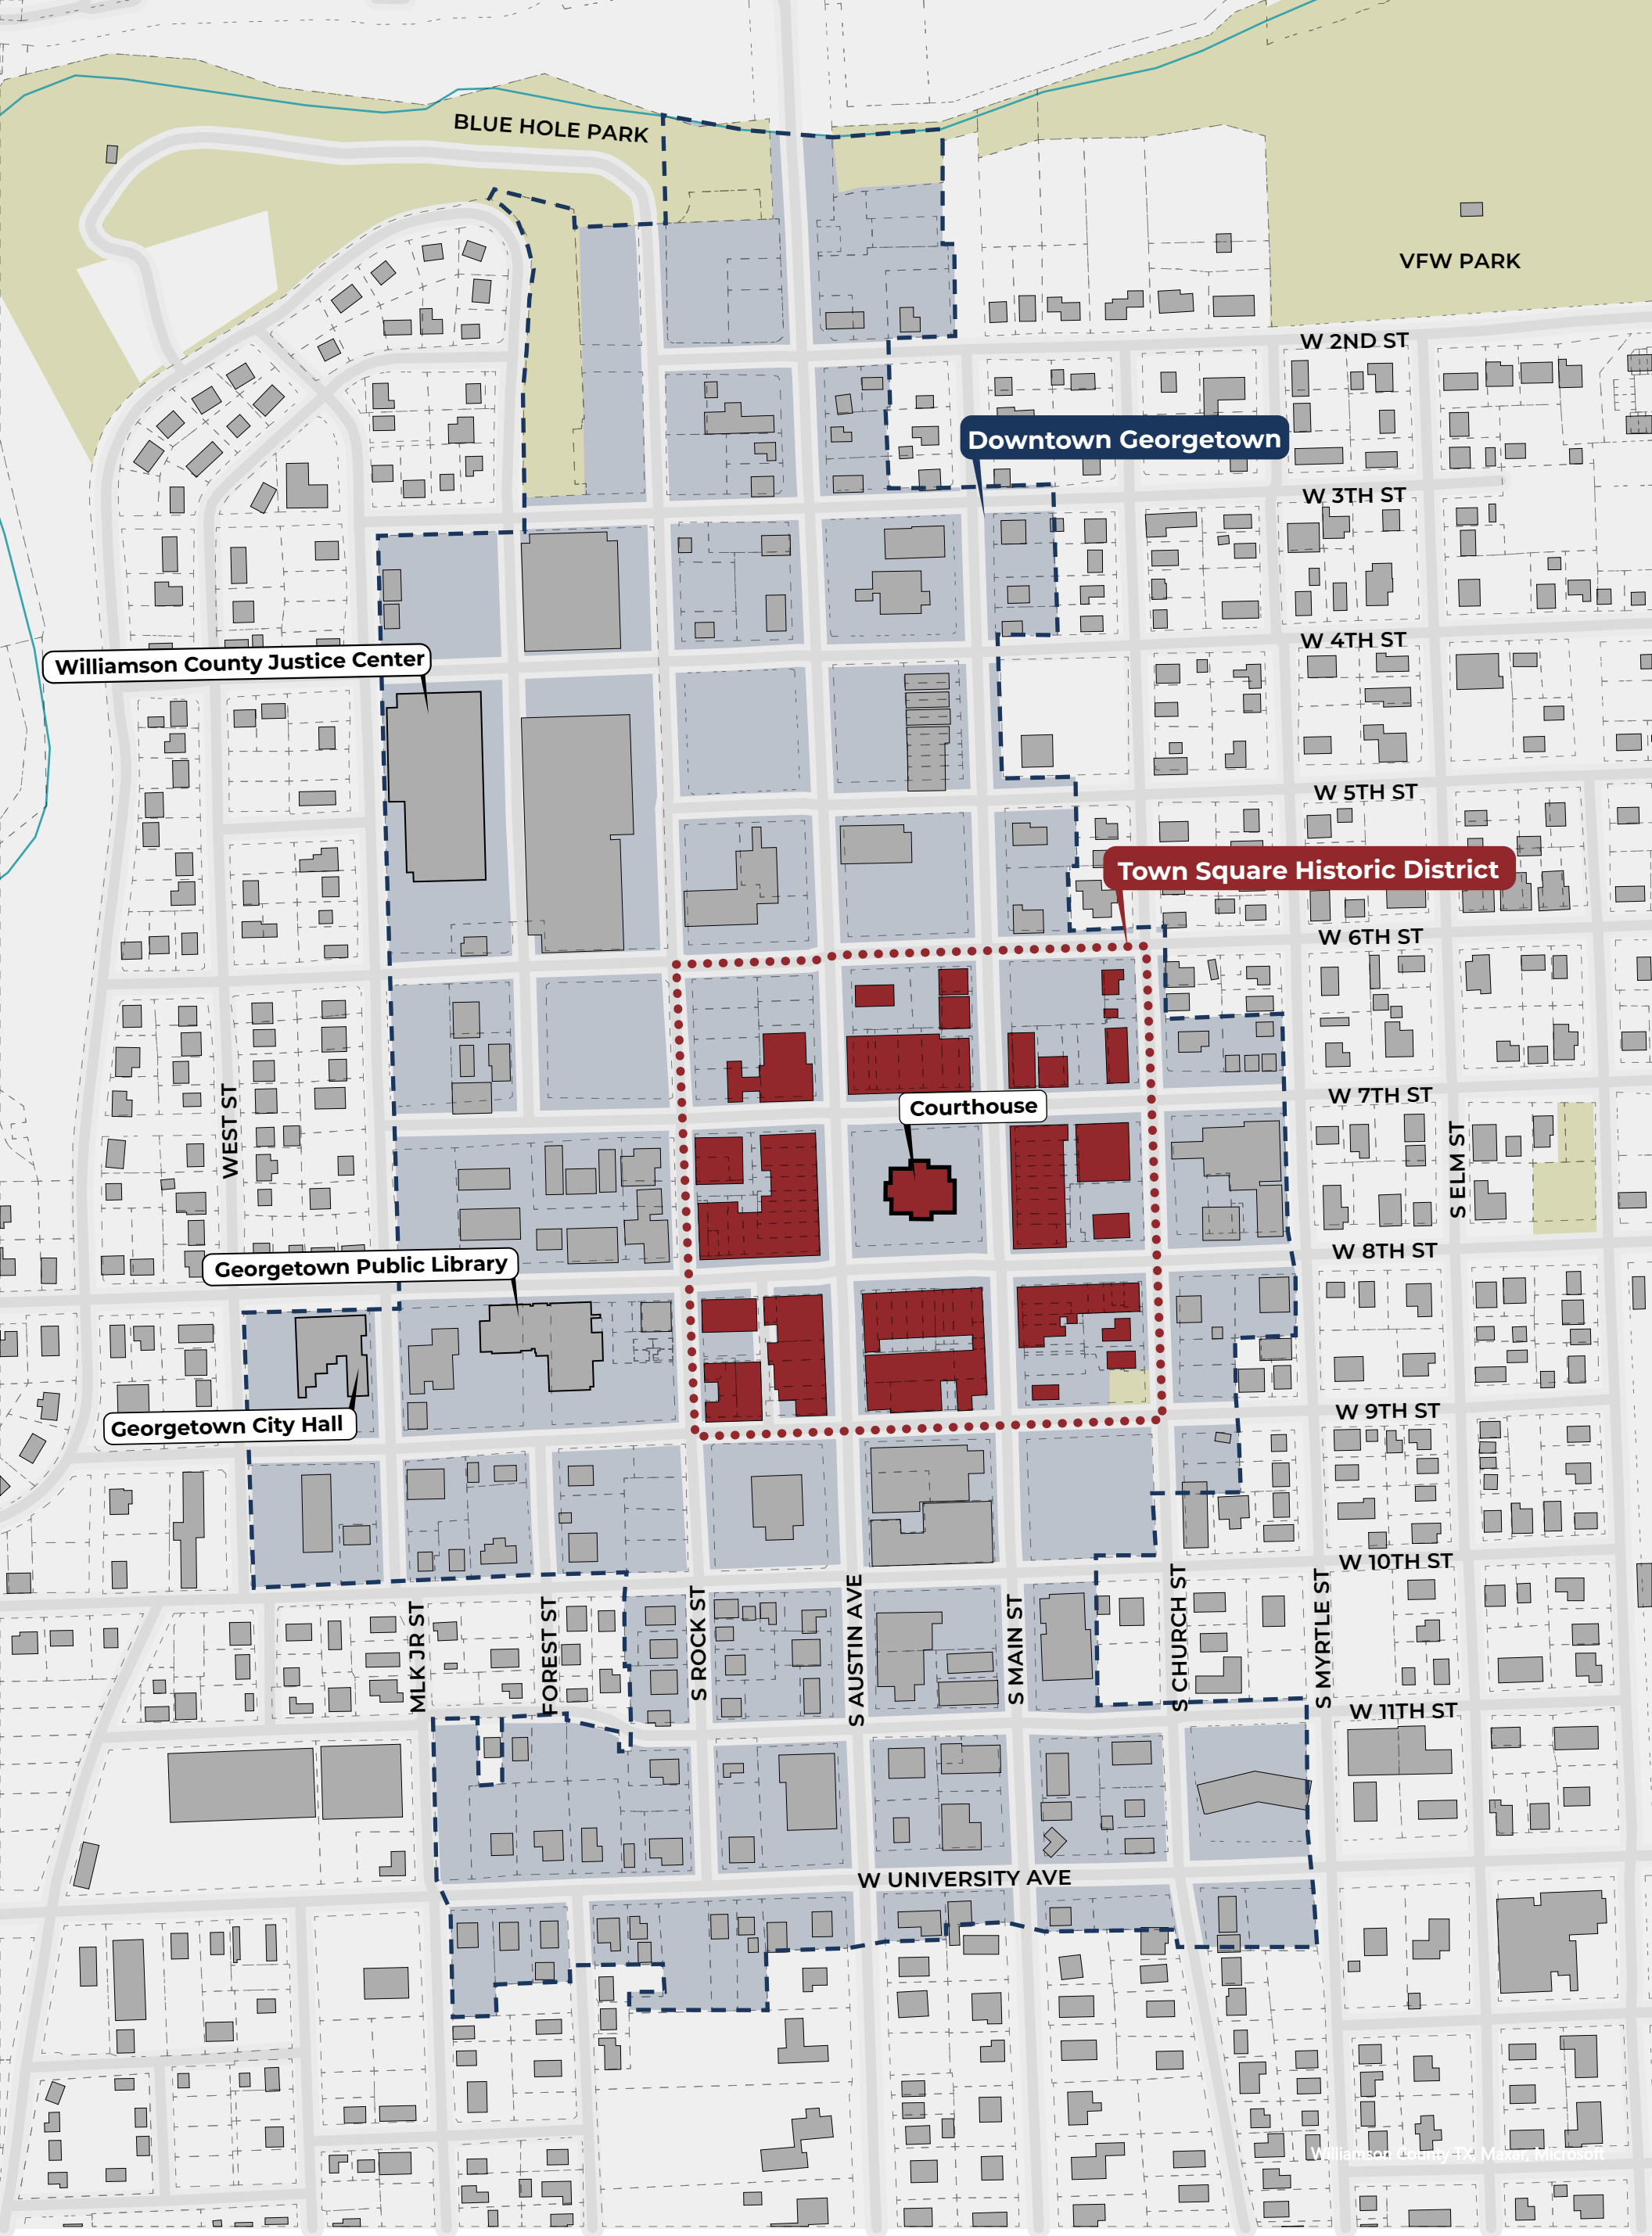 BLUE HOLE PARK
VFW PARK
W 2ND ST
Downtown Georgetown
W 3TH ST
W 4TH ST
Williamson County Justice Center
W 5TH ST
Town Square Historic District
W 6TH ST
W 7TH ST
Courthouse
WEST ST
S ELM ST
W 8TH ST
Georgetown Public Library
W 9TH ST
Georgetown City Hall
W 10TH ST
MLK JR ST
FOREST ST
S ROCK ST
S AUSTIN AVE
S MAIN ST
S CHURCH ST
S MYRTLE ST
W 11TH ST
W UNIVERSITY AVE
Williamson County TX, Maxar, Microsoft